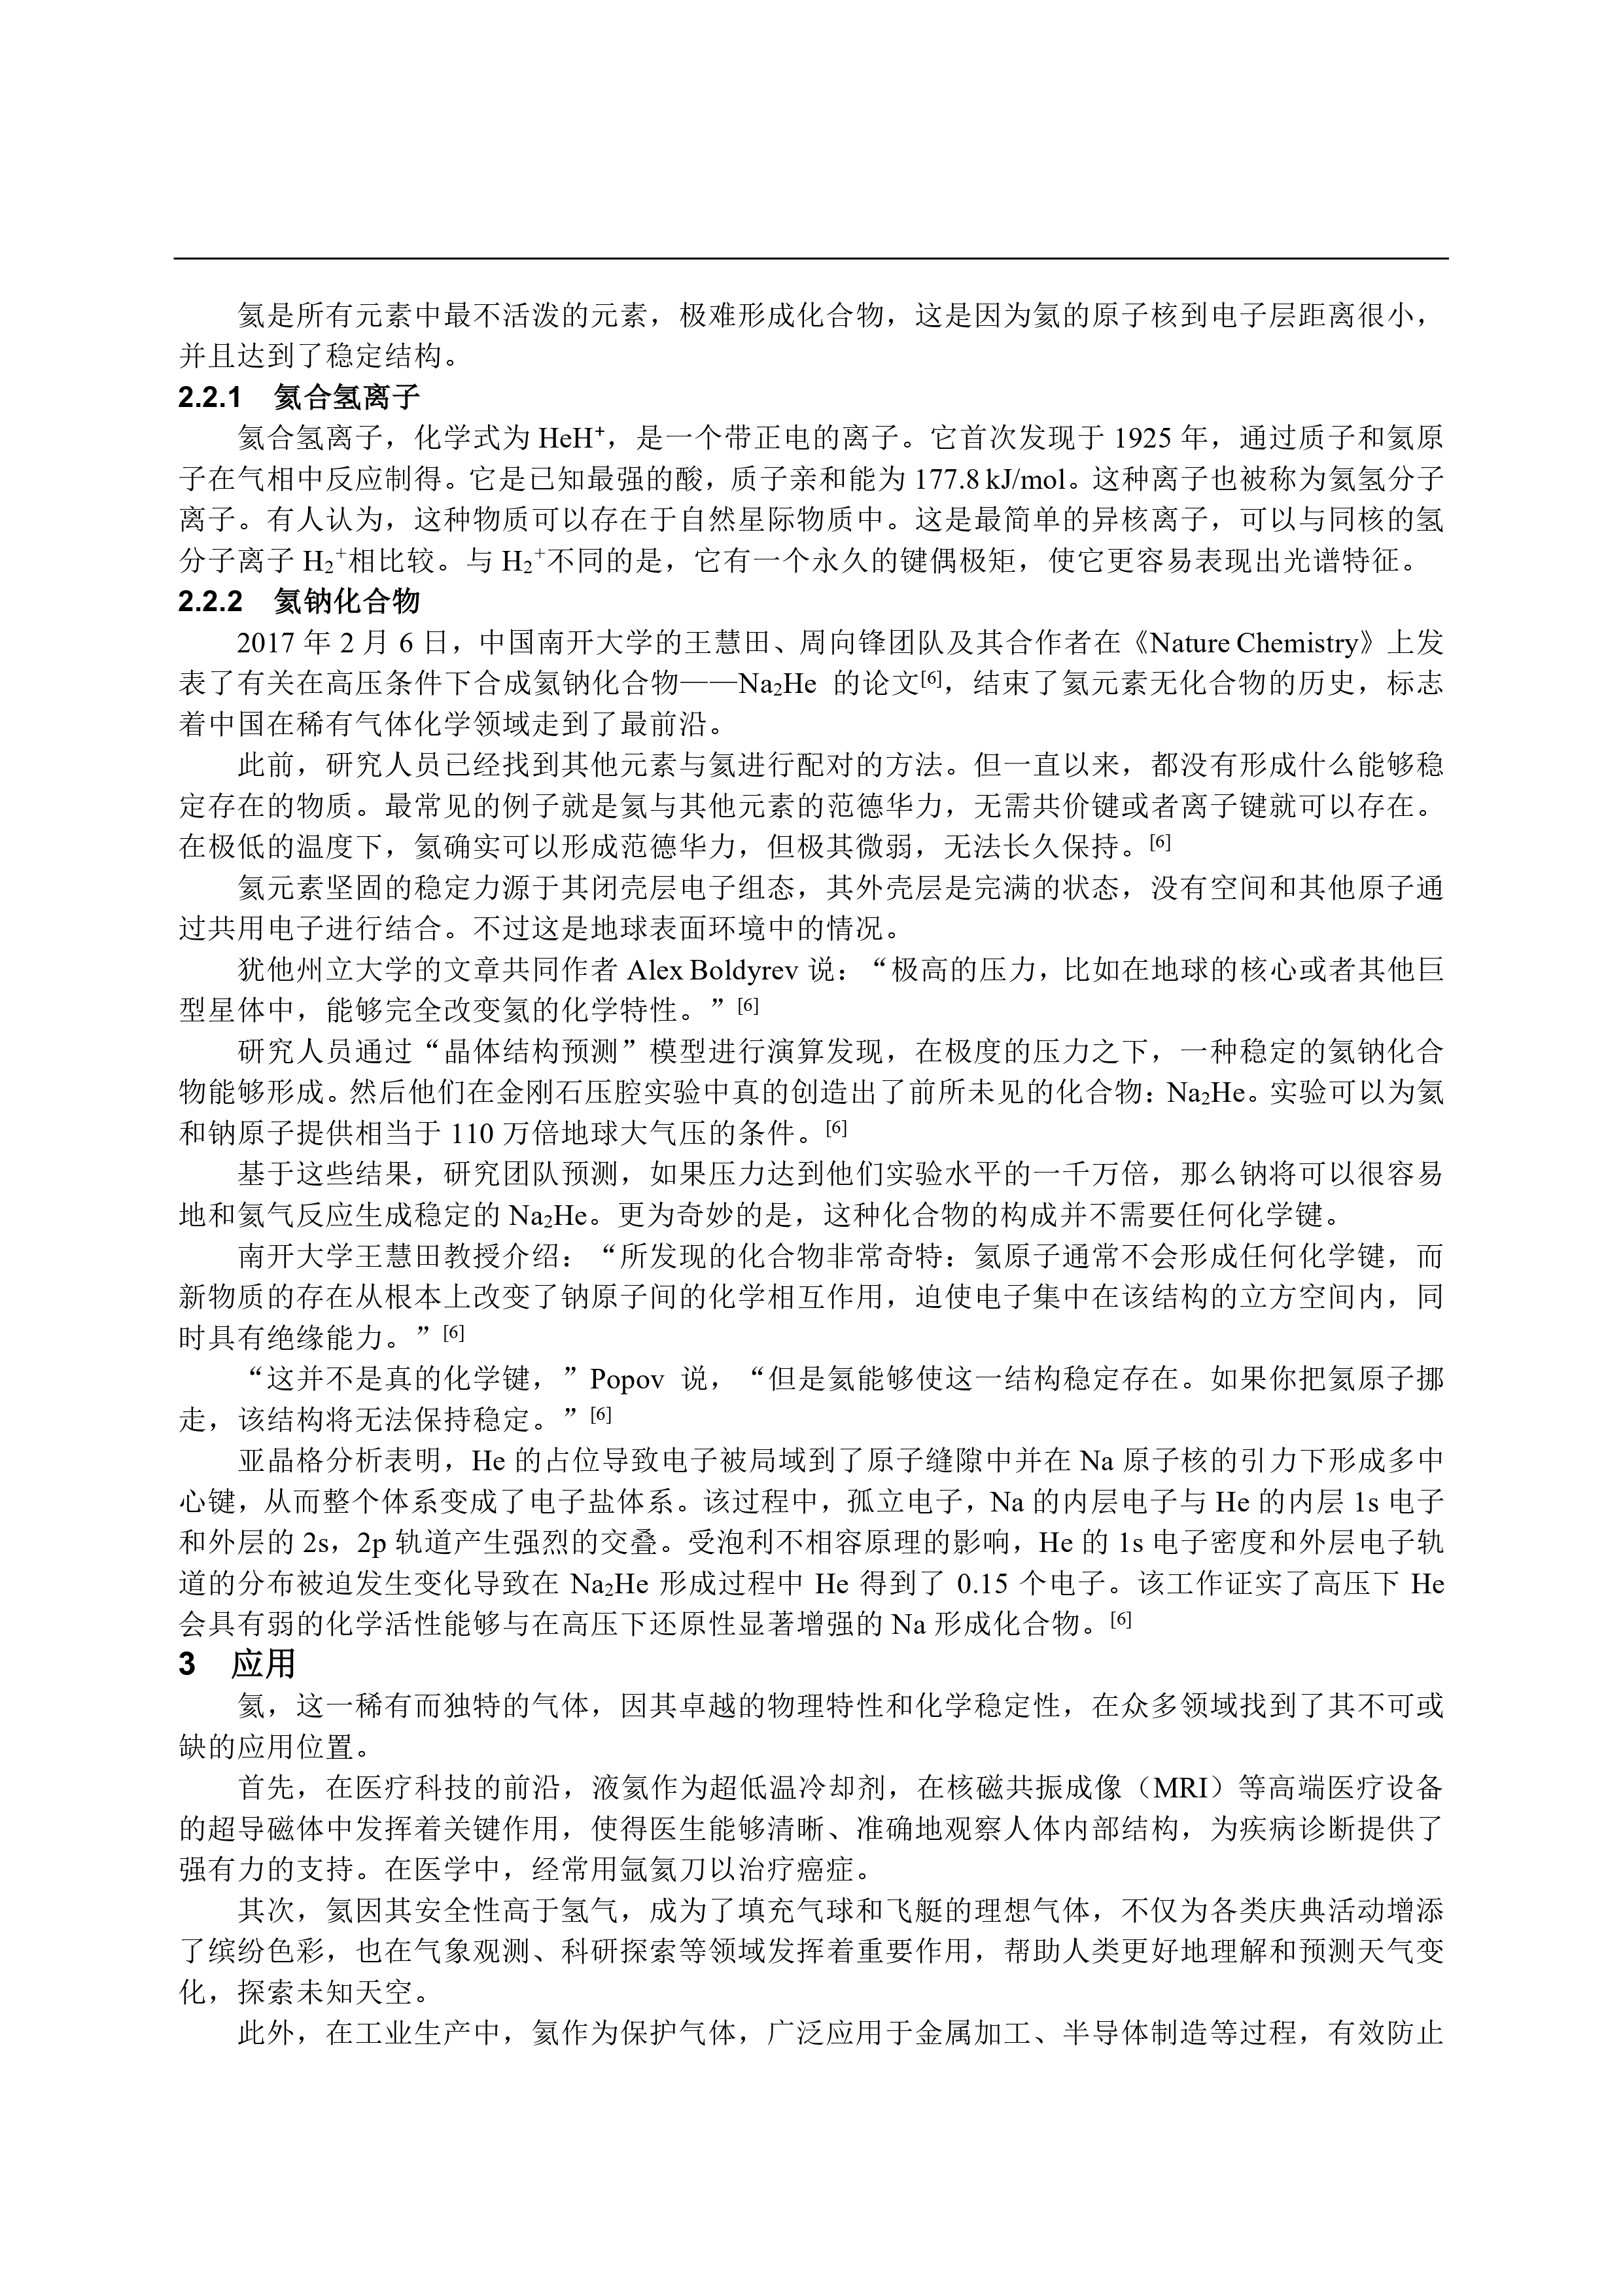 氦是所有元素中最不活泼的元素，极难形成化合物，这是因为氦的原子核到电子层距离很小，
并且达到了稳定结构。
2.2.1 氦合氢离子
氦合氢离子，化学式为 HeH⁺，是一个带正电的离子。它首次发现于 1925 年，通过质子和氦原
子在气相中反应制得。它是已知最强的酸，质子亲和能为 177.8 kJ/mol。这种离子也被称为氦氢分子
离子。有人认为，这种物质可以存在于自然星际物质中。这是最简单的异核离子，可以与同核的氢
分子离子 H₂⁺相比较。与 H₂⁺不同的是，它有一个永久的键偶极矩，使它更容易表现出光谱特征。
2.2.2 氦钠化合物
2017 年 2 月 6 日，中国南开大学的王慧田、周向锋团队及其合作者在《Nature Chemistry》上发
表了有关在高压条件下合成氦钠化合物——Na₂He 的论文[6]，结束了氦元素无化合物的历史，标志
着中国在稀有气体化学领域走到了最前沿。
此前，研究人员已经找到其他元素与氦进行配对的方法。但一直以来，都没有形成什么能够稳
定存在的物质。最常见的例子就是氦与其他元素的范德华力，无需共价键或者离子键就可以存在。
在极低的温度下，氦确实可以形成范德华力，但极其微弱，无法长久保持。[6]
氦元素坚固的稳定力源于其闭壳层电子组态，其外壳层是完满的状态，没有空间和其他原子通
过共用电子进行结合。不过这是地球表面环境中的情况。
犹他州立大学的文章共同作者 Alex Boldyrev 说：“极高的压力，比如在地球的核心或者其他巨
型星体中，能够完全改变氦的化学特性。”[6]
研究人员通过“晶体结构预测”模型进行演算发现，在极度的压力之下，一种稳定的氦钠化合
物能够形成。然后他们在金刚石压腔实验中真的创造出了前所未见的化合物：Na₂He。实验可以为氦
和钠原子提供相当于 110 万倍地球大气压的条件。[6]
基于这些结果，研究团队预测，如果压力达到他们实验水平的一千万倍，那么钠将可以很容易
地和氦气反应生成稳定的 Na₂He。更为奇妙的是，这种化合物的构成并不需要任何化学键。
南开大学王慧田教授介绍：“所发现的化合物非常奇特：氦原子通常不会形成任何化学键，而
新物质的存在从根本上改变了钠原子间的化学相互作用，迫使电子集中在该结构的立方空间内，同
时具有绝缘能力。”[6]
“这并不是真的化学键，”Popov 说，“但是氦能够使这一结构稳定存在。如果你把氦原子挪
走，该结构将无法保持稳定。”[6]
亚晶格分析表明，He 的占位导致电子被局域到了原子缝隙中并在 Na 原子核的引力下形成多中
心键，从而整个体系变成了电子盐体系。该过程中，孤立电子，Na 的内层电子与 He 的内层 1s 电子
和外层的 2s，2p 轨道产生强烈的交叠。受泡利不相容原理的影响，He 的 1s 电子密度和外层电子轨
道的分布被迫发生变化导致在 Na₂He 形成过程中 He 得到了 0.15 个电子。该工作证实了高压下 He
会具有弱的化学活性能够与在高压下还原性显著增强的 Na 形成化合物。[6]
3 应用
氦，这一稀有而独特的气体，因其卓越的物理特性和化学稳定性，在众多领域找到了其不可或
缺的应用位置。
首先，在医疗科技的前沿，液氦作为超低温冷却剂，在核磁共振成像（MRI）等高端医疗设备
的超导磁体中发挥着关键作用，使得医生能够清晰、准确地观察人体内部结构，为疾病诊断提供了
强有力的支持。在医学中，经常用氩氦刀以治疗癌症。
其次，氦因其安全性高于氢气，成为了填充气球和飞艇的理想气体，不仅为各类庆典活动增添
了缤纷色彩，也在气象观测、科研探索等领域发挥着重要作用，帮助人类更好地理解和预测天气变
化，探索未知天空。
此外，在工业生产中，氦作为保护气体，广泛应用于金属加工、半导体制造等过程，有效防止